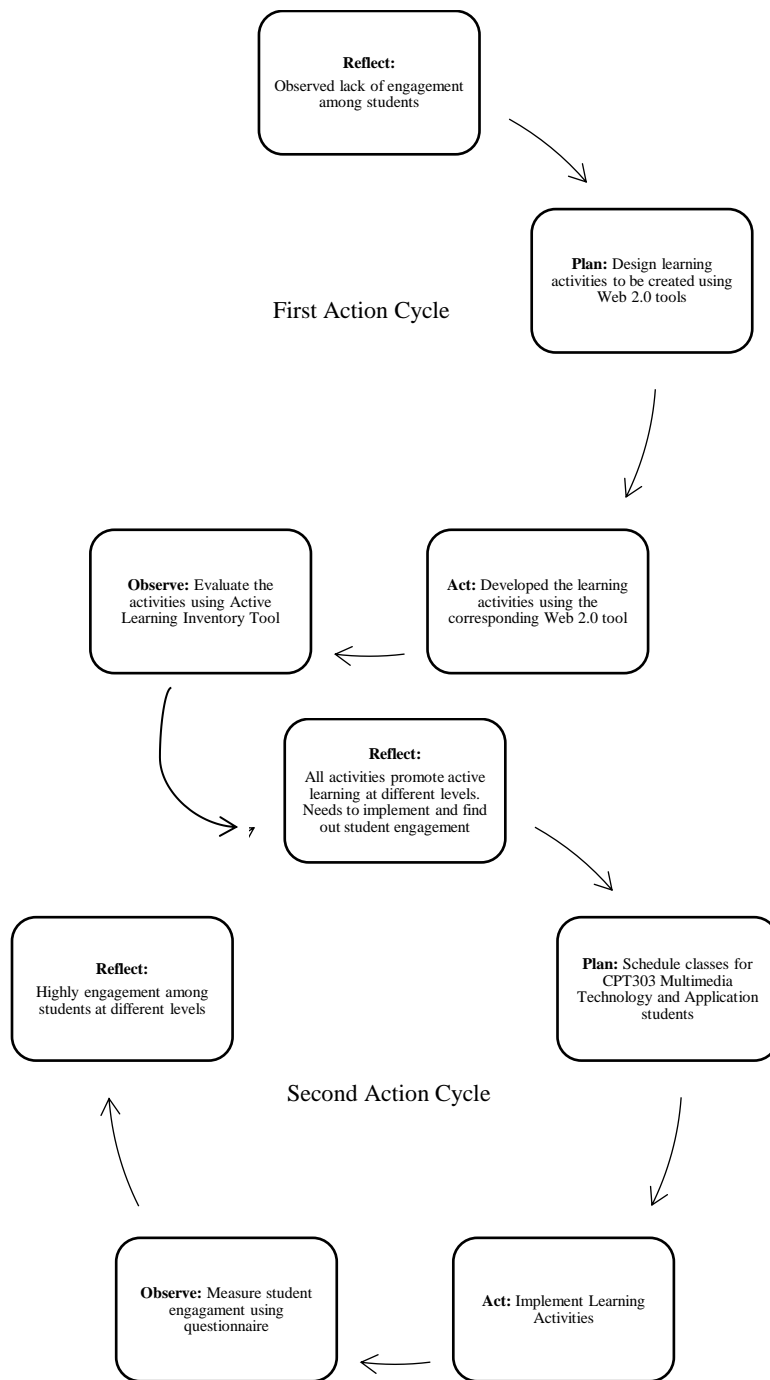 Reflect:
Observed lack of engagement
among students
Plan: Design learning
activities to be created using
Web 2.0 tools
First Action Cycle
Act: Developed the learning
activities using the
corresponding Web 2.0 tool
Observe: Evaluate the
activities using Active
Learning Inventory Tool
Reflect:
All activities promote active
learning at different levels.
Needs to implement and find
out student engagement
Plan: Schedule classes for
CPT303 Multimedia
Technology and Application
students
Act: Implement Learning
Activities
Observe: Measure student
engagament using
questionnaire
Reflect:
Highly engagement among
students at different levels
Second Action Cycle